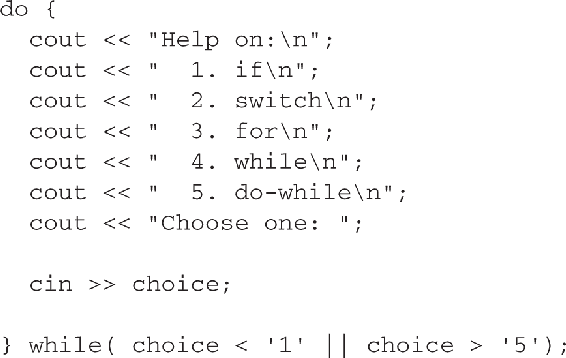 do {
  cout << "Help on:\n";
  cout << "  1. if\n";
  cout << "  2. switch\n";
  cout << "  3. for\n";
  cout << "  4. while\n";
  cout << "  5. do-while\n";
  cout << "Choose one: ";

  cin >> choice;

} while( choice < '1' || choice > '5');